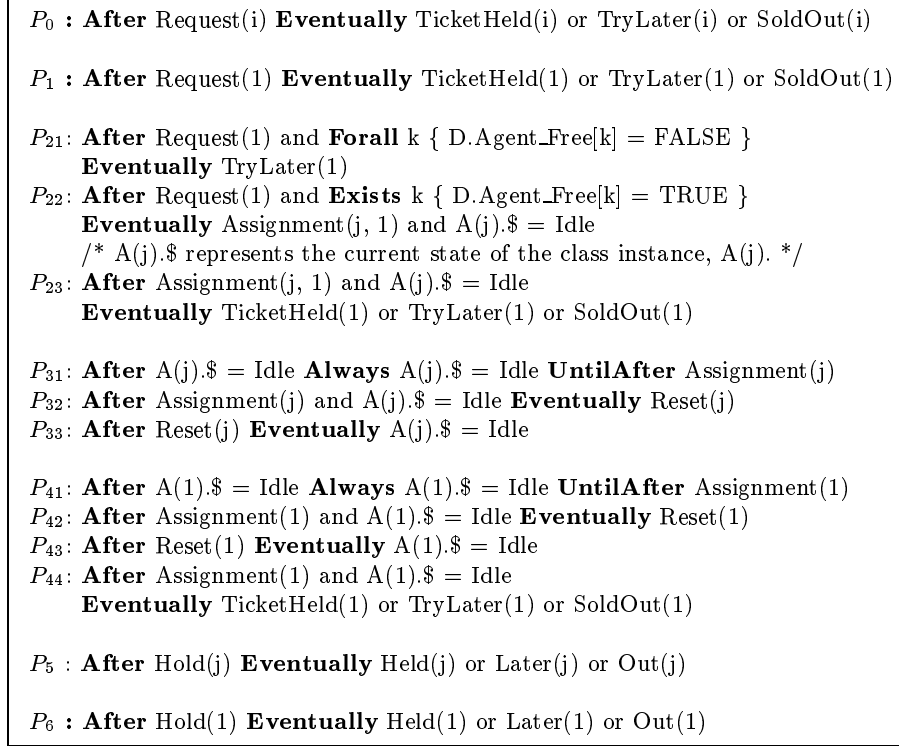 P₀ : After Request(i) Eventually TicketHeld(i) or TryLater(i) or SoldOut(i)
P₁ : After Request(1) Eventually TicketHeld(1) or TryLater(1) or SoldOut(1)
P₂₁: After Request(1) and Forall k { D.Agent_Free[k] = FALSE }
Eventually TryLater(1)
P₂₂: After Request(1) and Exists k { D.Agent_Free[k] = TRUE }
Eventually Assignment(j, 1) and A(j).$ = Idle
/* A(j).$ represents the current state of the class instance, A(j). */
P₂₃: After Assignment(j, 1) and A(j).$ = Idle
Eventually TicketHeld(1) or TryLater(1) or SoldOut(1)
P₃₁: After A(j).$ = Idle Always A(j).$ = Idle UntilAfter Assignment(j)
P₃₂: After Assignment(j) and A(j).$ = Idle Eventually Reset(j)
P₃₃: After Reset(j) Eventually A(j).$ = Idle
P₄₁: After A(1).$ = Idle Always A(1).$ = Idle UntilAfter Assignment(1)
P₄₂: After Assignment(1) and A(1).$ = Idle Eventually Reset(1)
P₄₃: After Reset(1) Eventually A(1).$ = Idle
P₄₄: After Assignment(1) and A(1).$ = Idle
Eventually TicketHeld(1) or TryLater(1) or SoldOut(1)
P₅ : After Hold(j) Eventually Held(j) or Later(j) or Out(j)
P₆ : After Hold(1) Eventually Held(1) or Later(1) or Out(1)